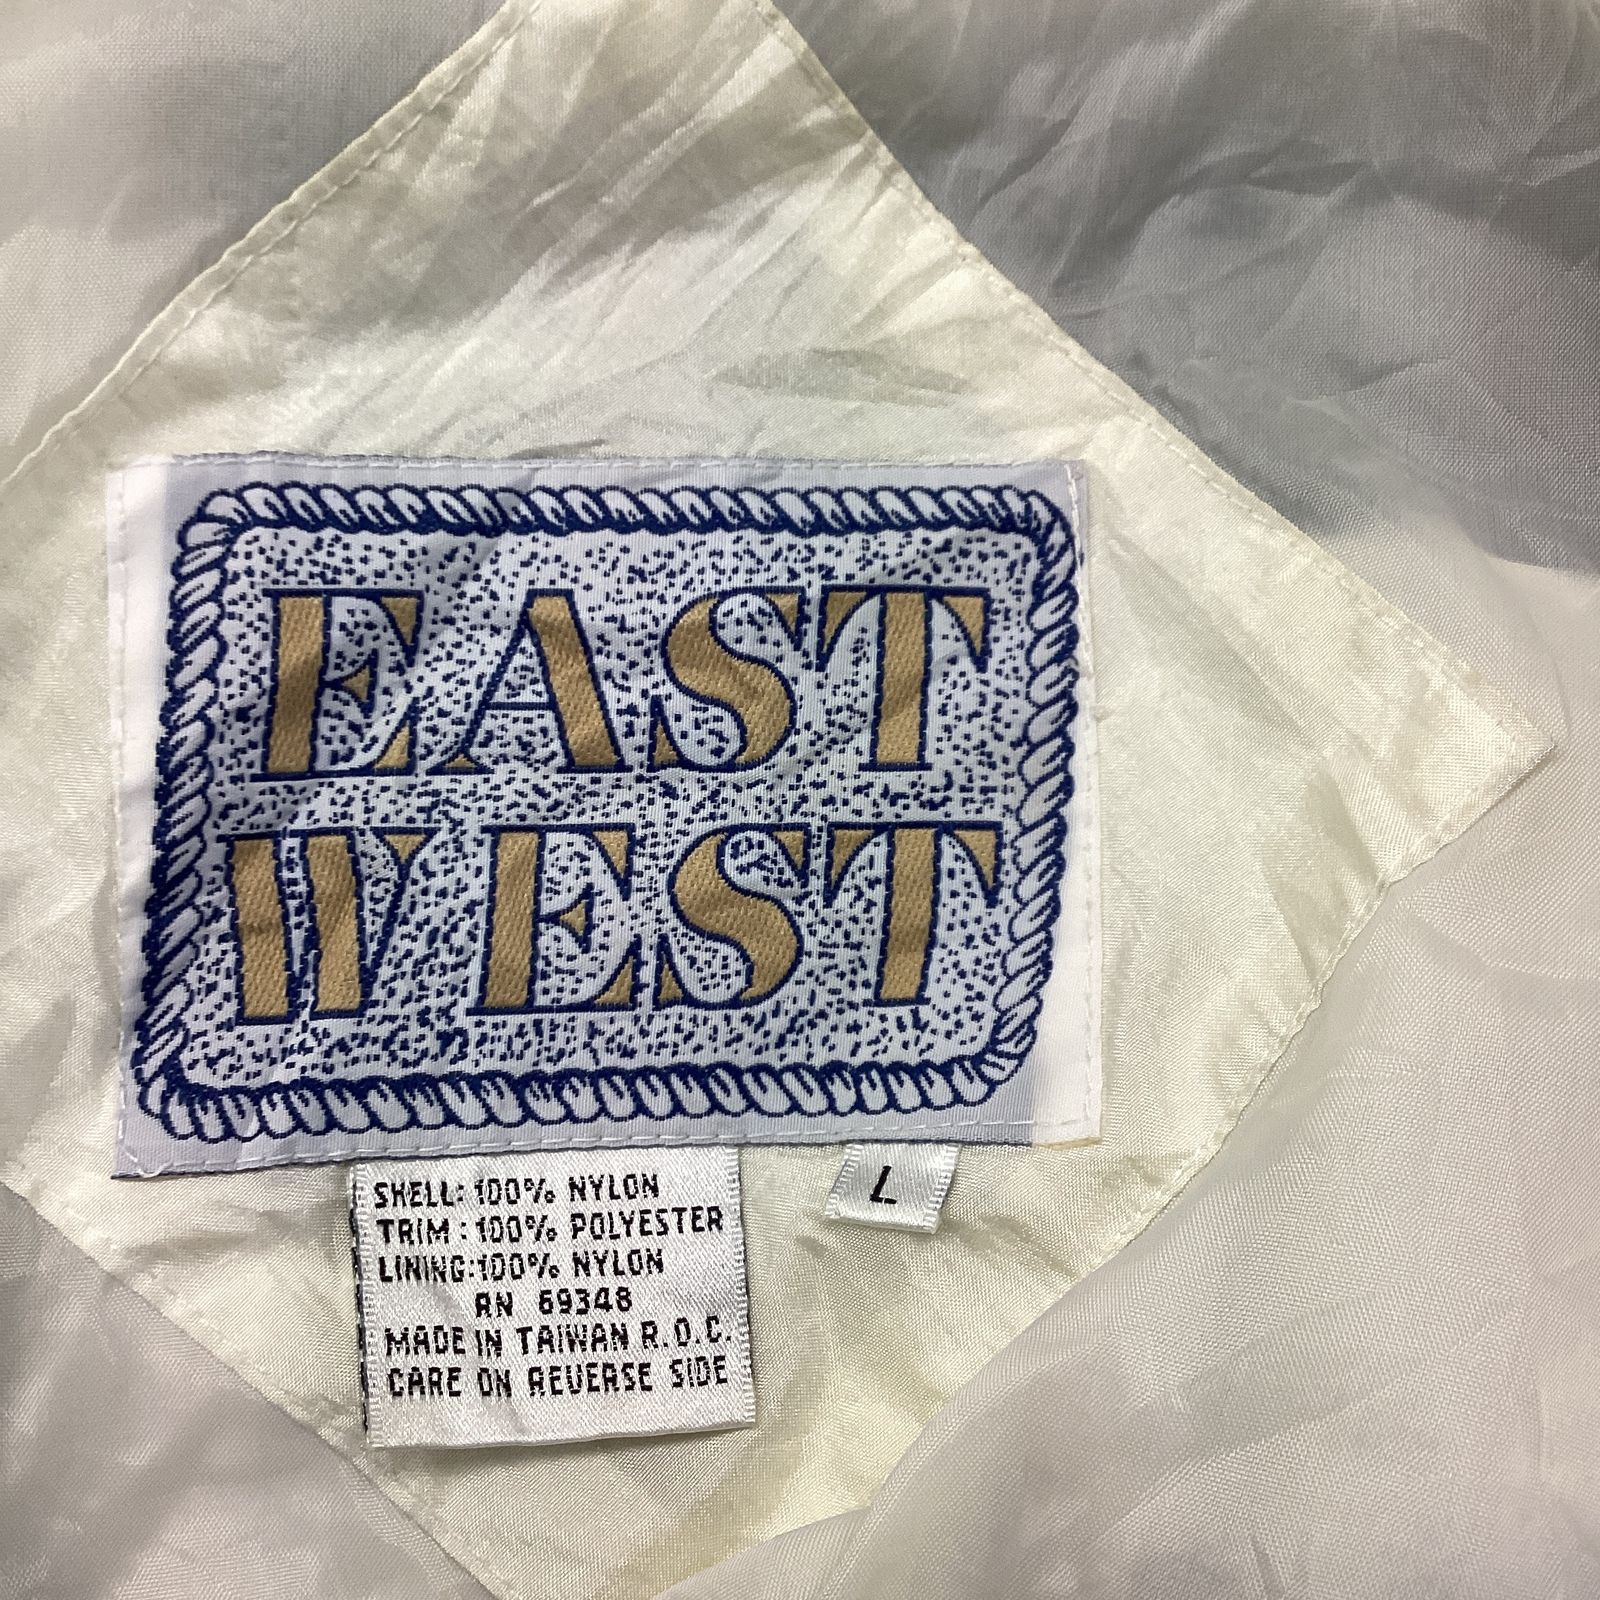 EAST
WEST
L
SHELL: 100% NYLON
TRIM : 100% POLYESTER
LINING:100% NYLON
RN 69348
MADE IN TAIWAN R.O.C.
CARE ON REVERSE SIDE